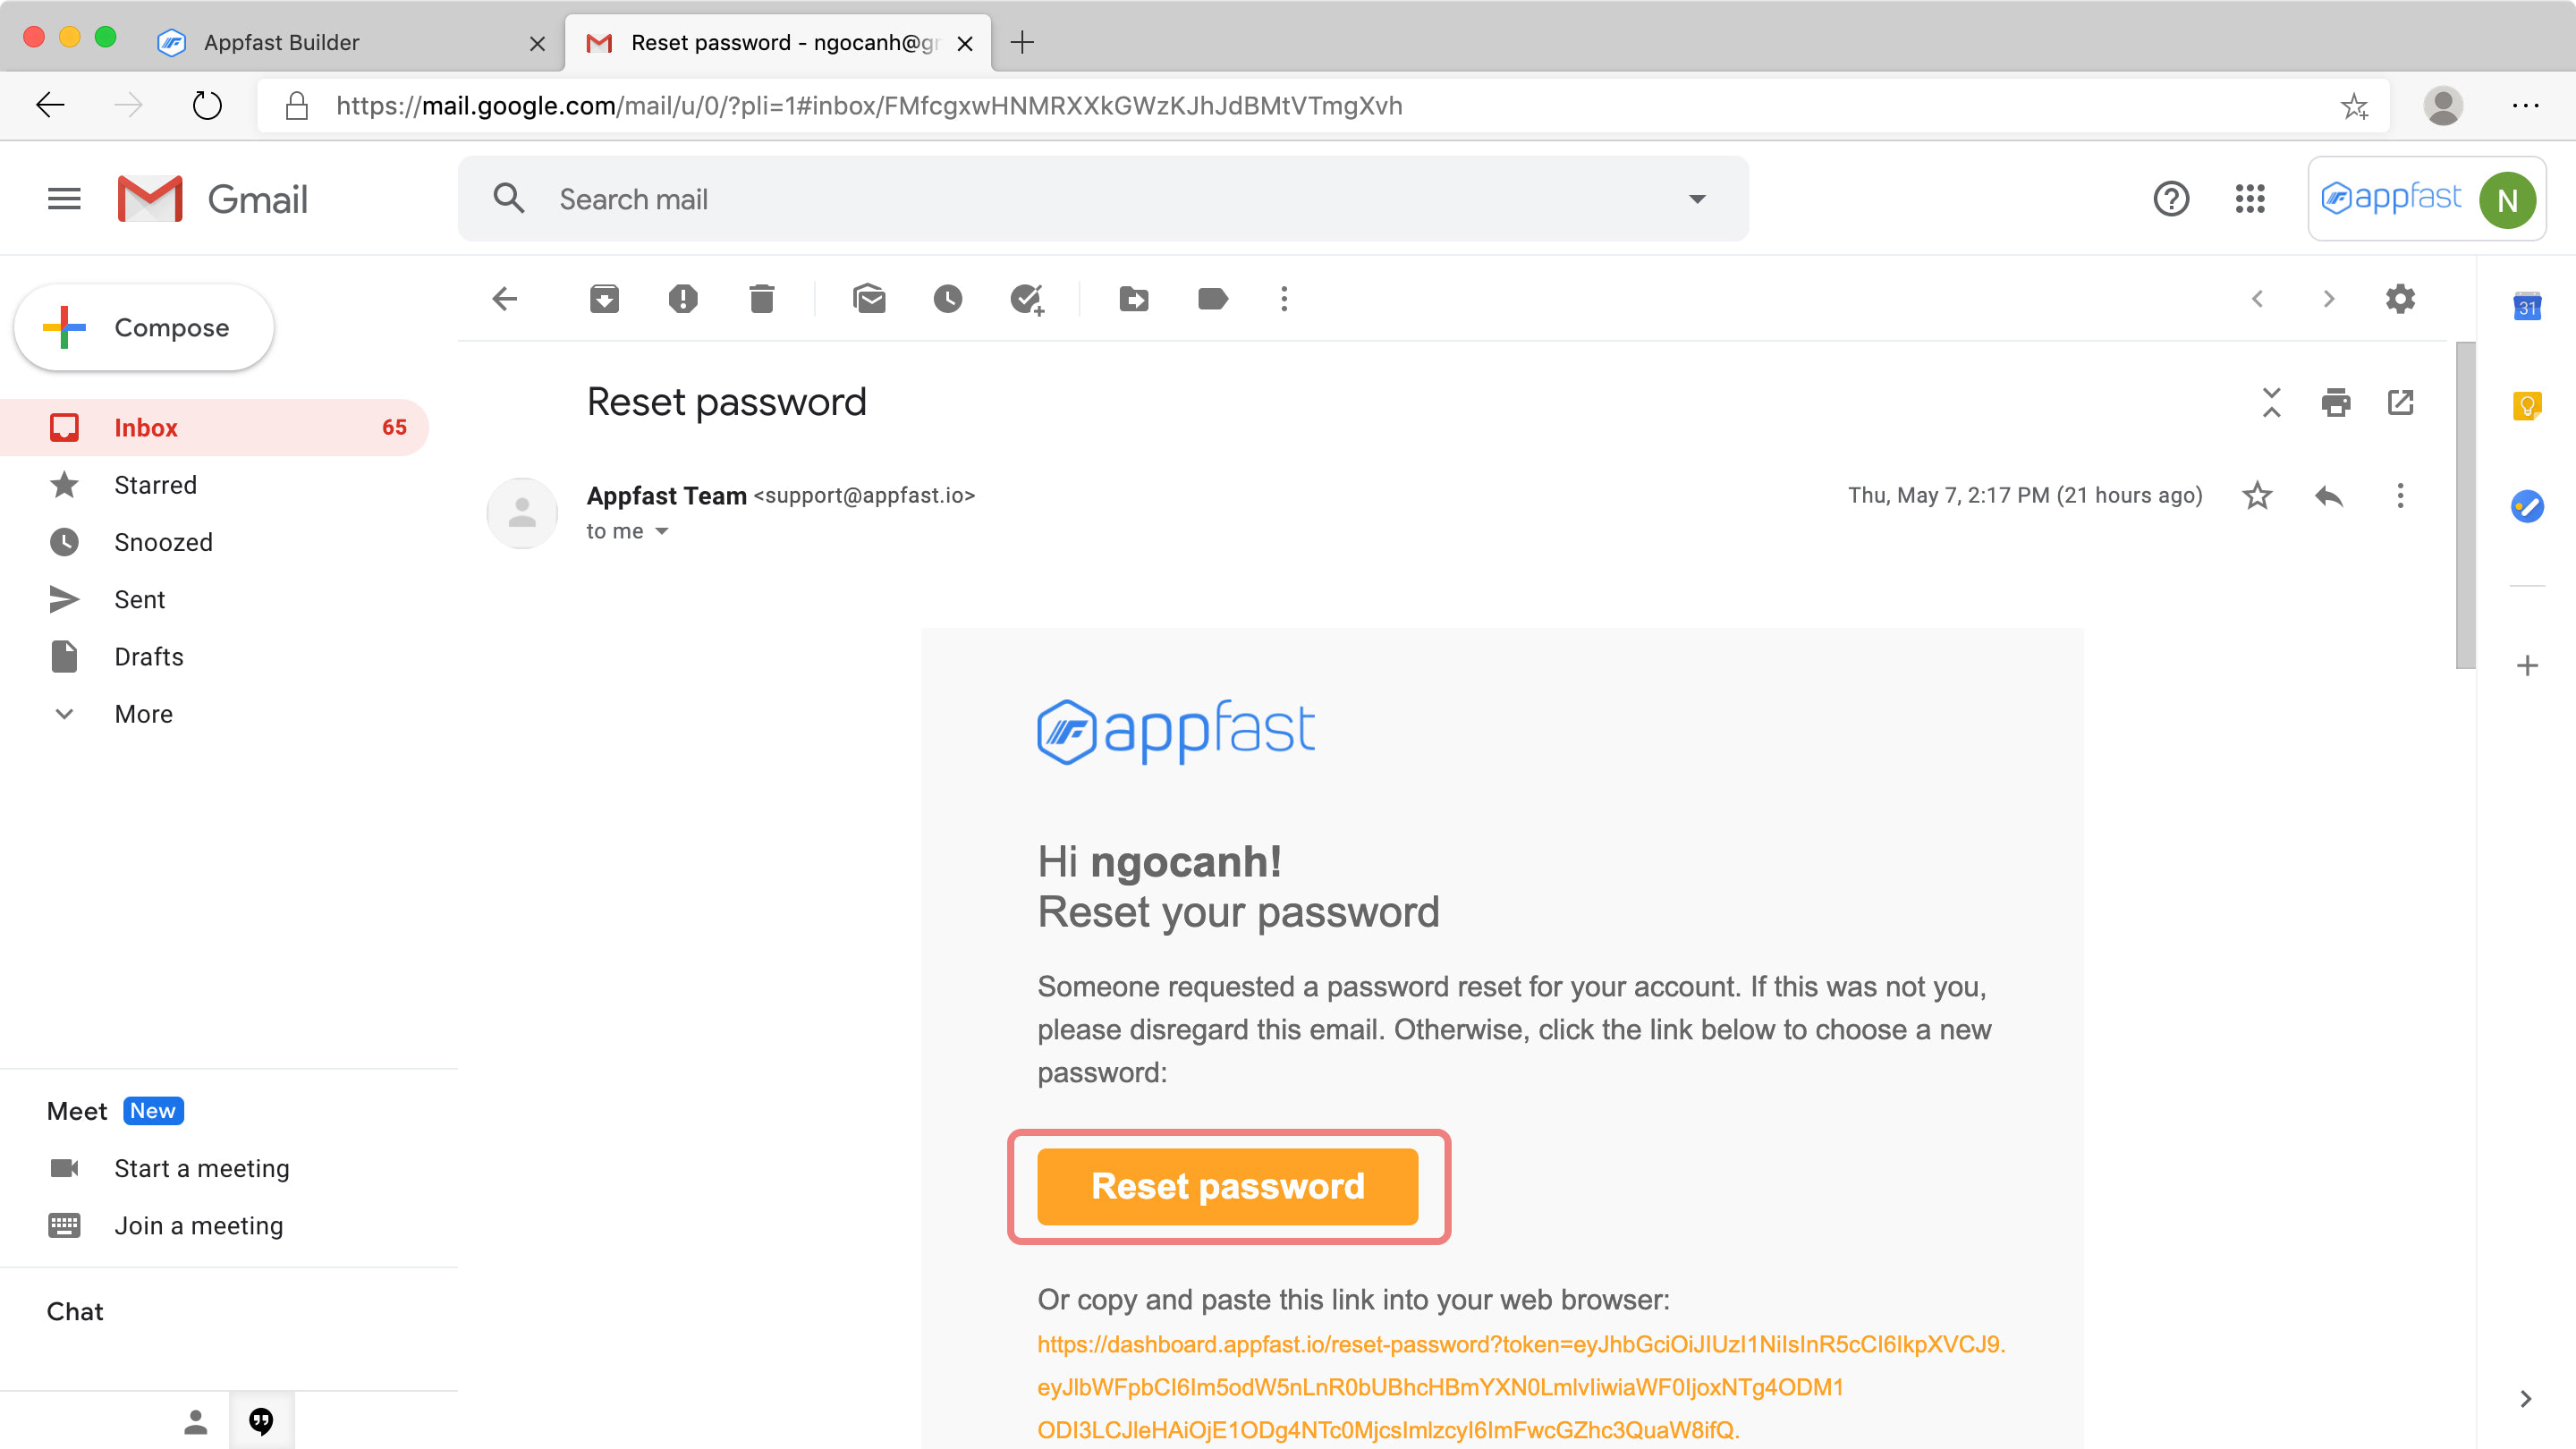 Appfast Builder
Reset password - ngocanh@gr
https://mail.google.com/mail/u/0/?pli=1#inbox/FMfcgxwHNMRXXkGWzKJhJdBMtVTmgXvh
Gmail
Search mail
appfast
N
Compose
31
Inbox 65
Starred
Snoozed
Sent
Drafts
More
Reset password
Appfast Team <support@appfast.io>
Thu, May 7, 2:17 PM (21 hours ago)
to me
appfast
Hi ngocanh!
Reset your password
Someone requested a password reset for your account. If this was not you,
please disregard this email. Otherwise, click the link below to choose a new
password:
Reset password
Or copy and paste this link into your web browser:
https://dashboard.appfast.io/reset-password?token=eyJhbGciOiJIUzI1NiIsInR5cCI6IkpXVCJ9.
eyJlbWFpbCI6Im5odW5nLnR0bUBhcHBmYXN0LmlvIiwiaWF0IjoxNTg4ODM1
ODI3LCJleHAiOjE1ODg4NTc0MjcsImlzcyI6ImFwcGZhc3QuaW8ifQ.
Meet New
Start a meeting
Join a meeting
Chat